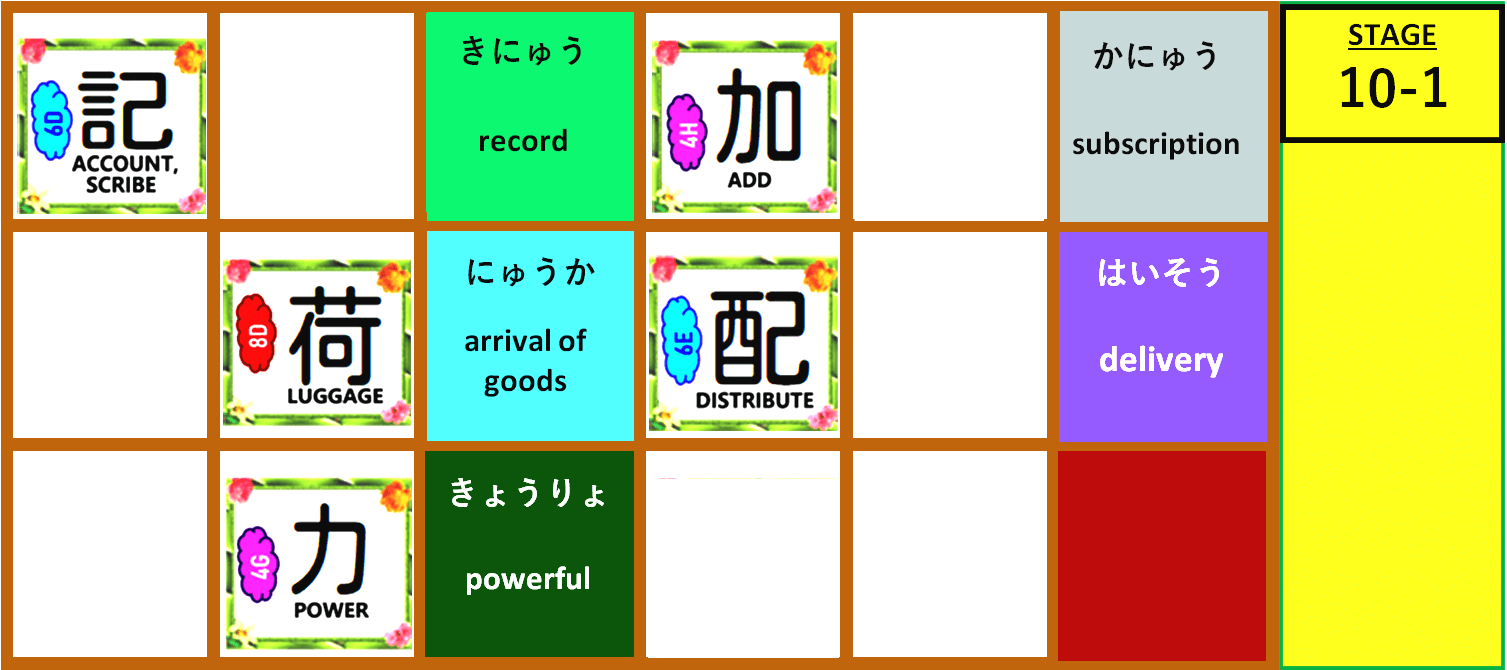 6D
記
ACCOUNT,
SCRIBE
きにゅう
record
4H
加
ADD
かにゅう
subscription
STAGE
10-1
8D
荷
LUGGAGE
にゅうか
arrival of
goods
6E
配
DISTRIBUTE
はいそう
delivery
4G
力
POWER
きょうりょ
powerful